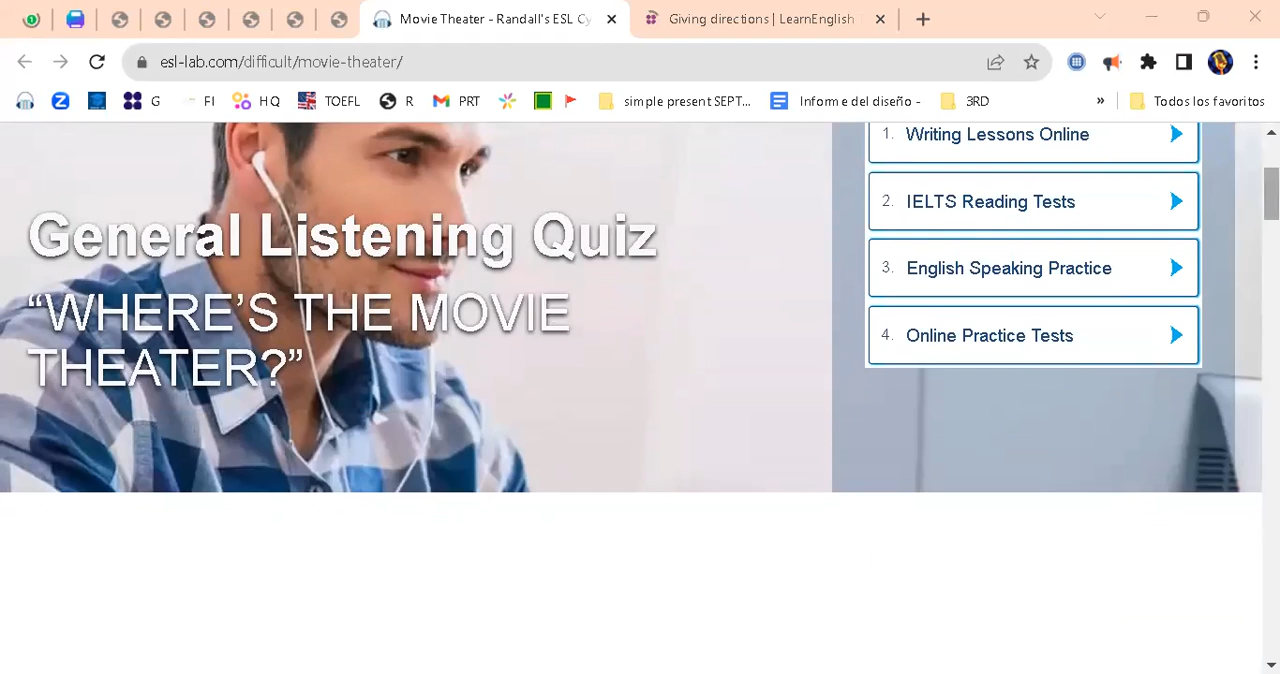 Movie Theater - Randall's ESL Cy
Giving directions | LearnEnglish
esl-lab.com/difficult/movie-theater/
G
FI
HQ
TOEFL
R
PRT
simple present SEPT...
Informe del diseño -
3RD
»
Todos los favoritos
General Listening Quiz
“WHERE’S THE MOVIE
THEATER?”
1. Writing Lessons Online
2. IELTS Reading Tests
3. English Speaking Practice
4. Online Practice Tests